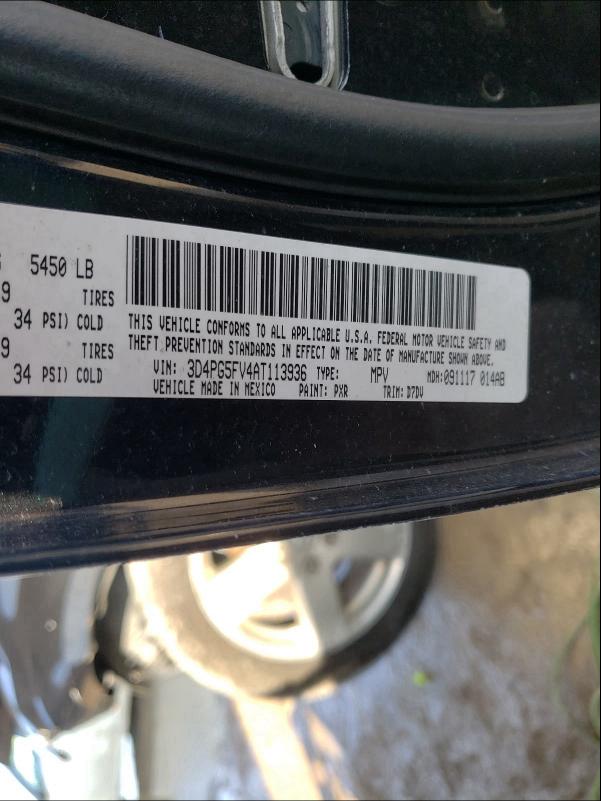 5450 LB
9 TIRES
34 PSI) COLD
9 TIRES
34 PSI) COLD
THIS VEHICLE CONFORMS TO ALL APPLICABLE U.S.A. FEDERAL MOTOR VEHICLE SAFETY AND
THEFT PREVENTION STANDARDS IN EFFECT ON THE DATE OF MANUFACTURE SHOWN ABOVE.
VIN: 3D4PG5FV4AT113936 TYPE: MPV MDH: 091117 014AB
VEHICLE MADE IN MEXICO PAINT: PXR TRIM: D7DV